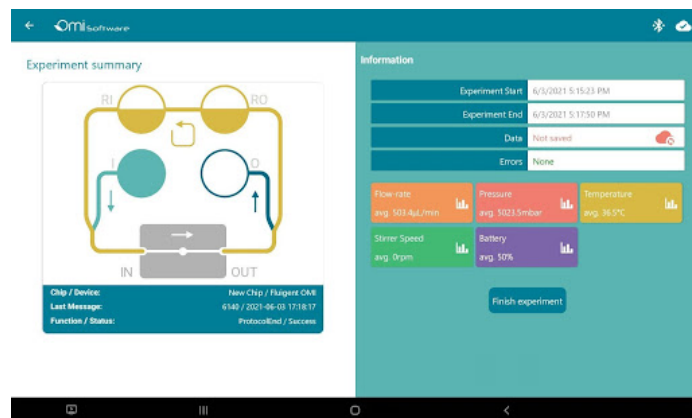 Omi Software
Experiment summary
RI
RO
I
O
IN
OUT
Chip / Device: New Chip / Fluigent OMI
Last Message: 6140 / 2021-06-03 17:18:17
Function / Status: ProtocolEnd / Success
Information
Experiment Start 6/3/2021 5:15:23 PM
Experiment End 6/3/2021 5:17:50 PM
Data Not saved
Errors None
Flow-rate
avg. 503.4µL/min
Pressure
avg. 5023.5mbar
Temperature
avg. 36.5°C
Stirrer Speed
avg. 0rpm
Battery
avg. 50%
Finish experiment